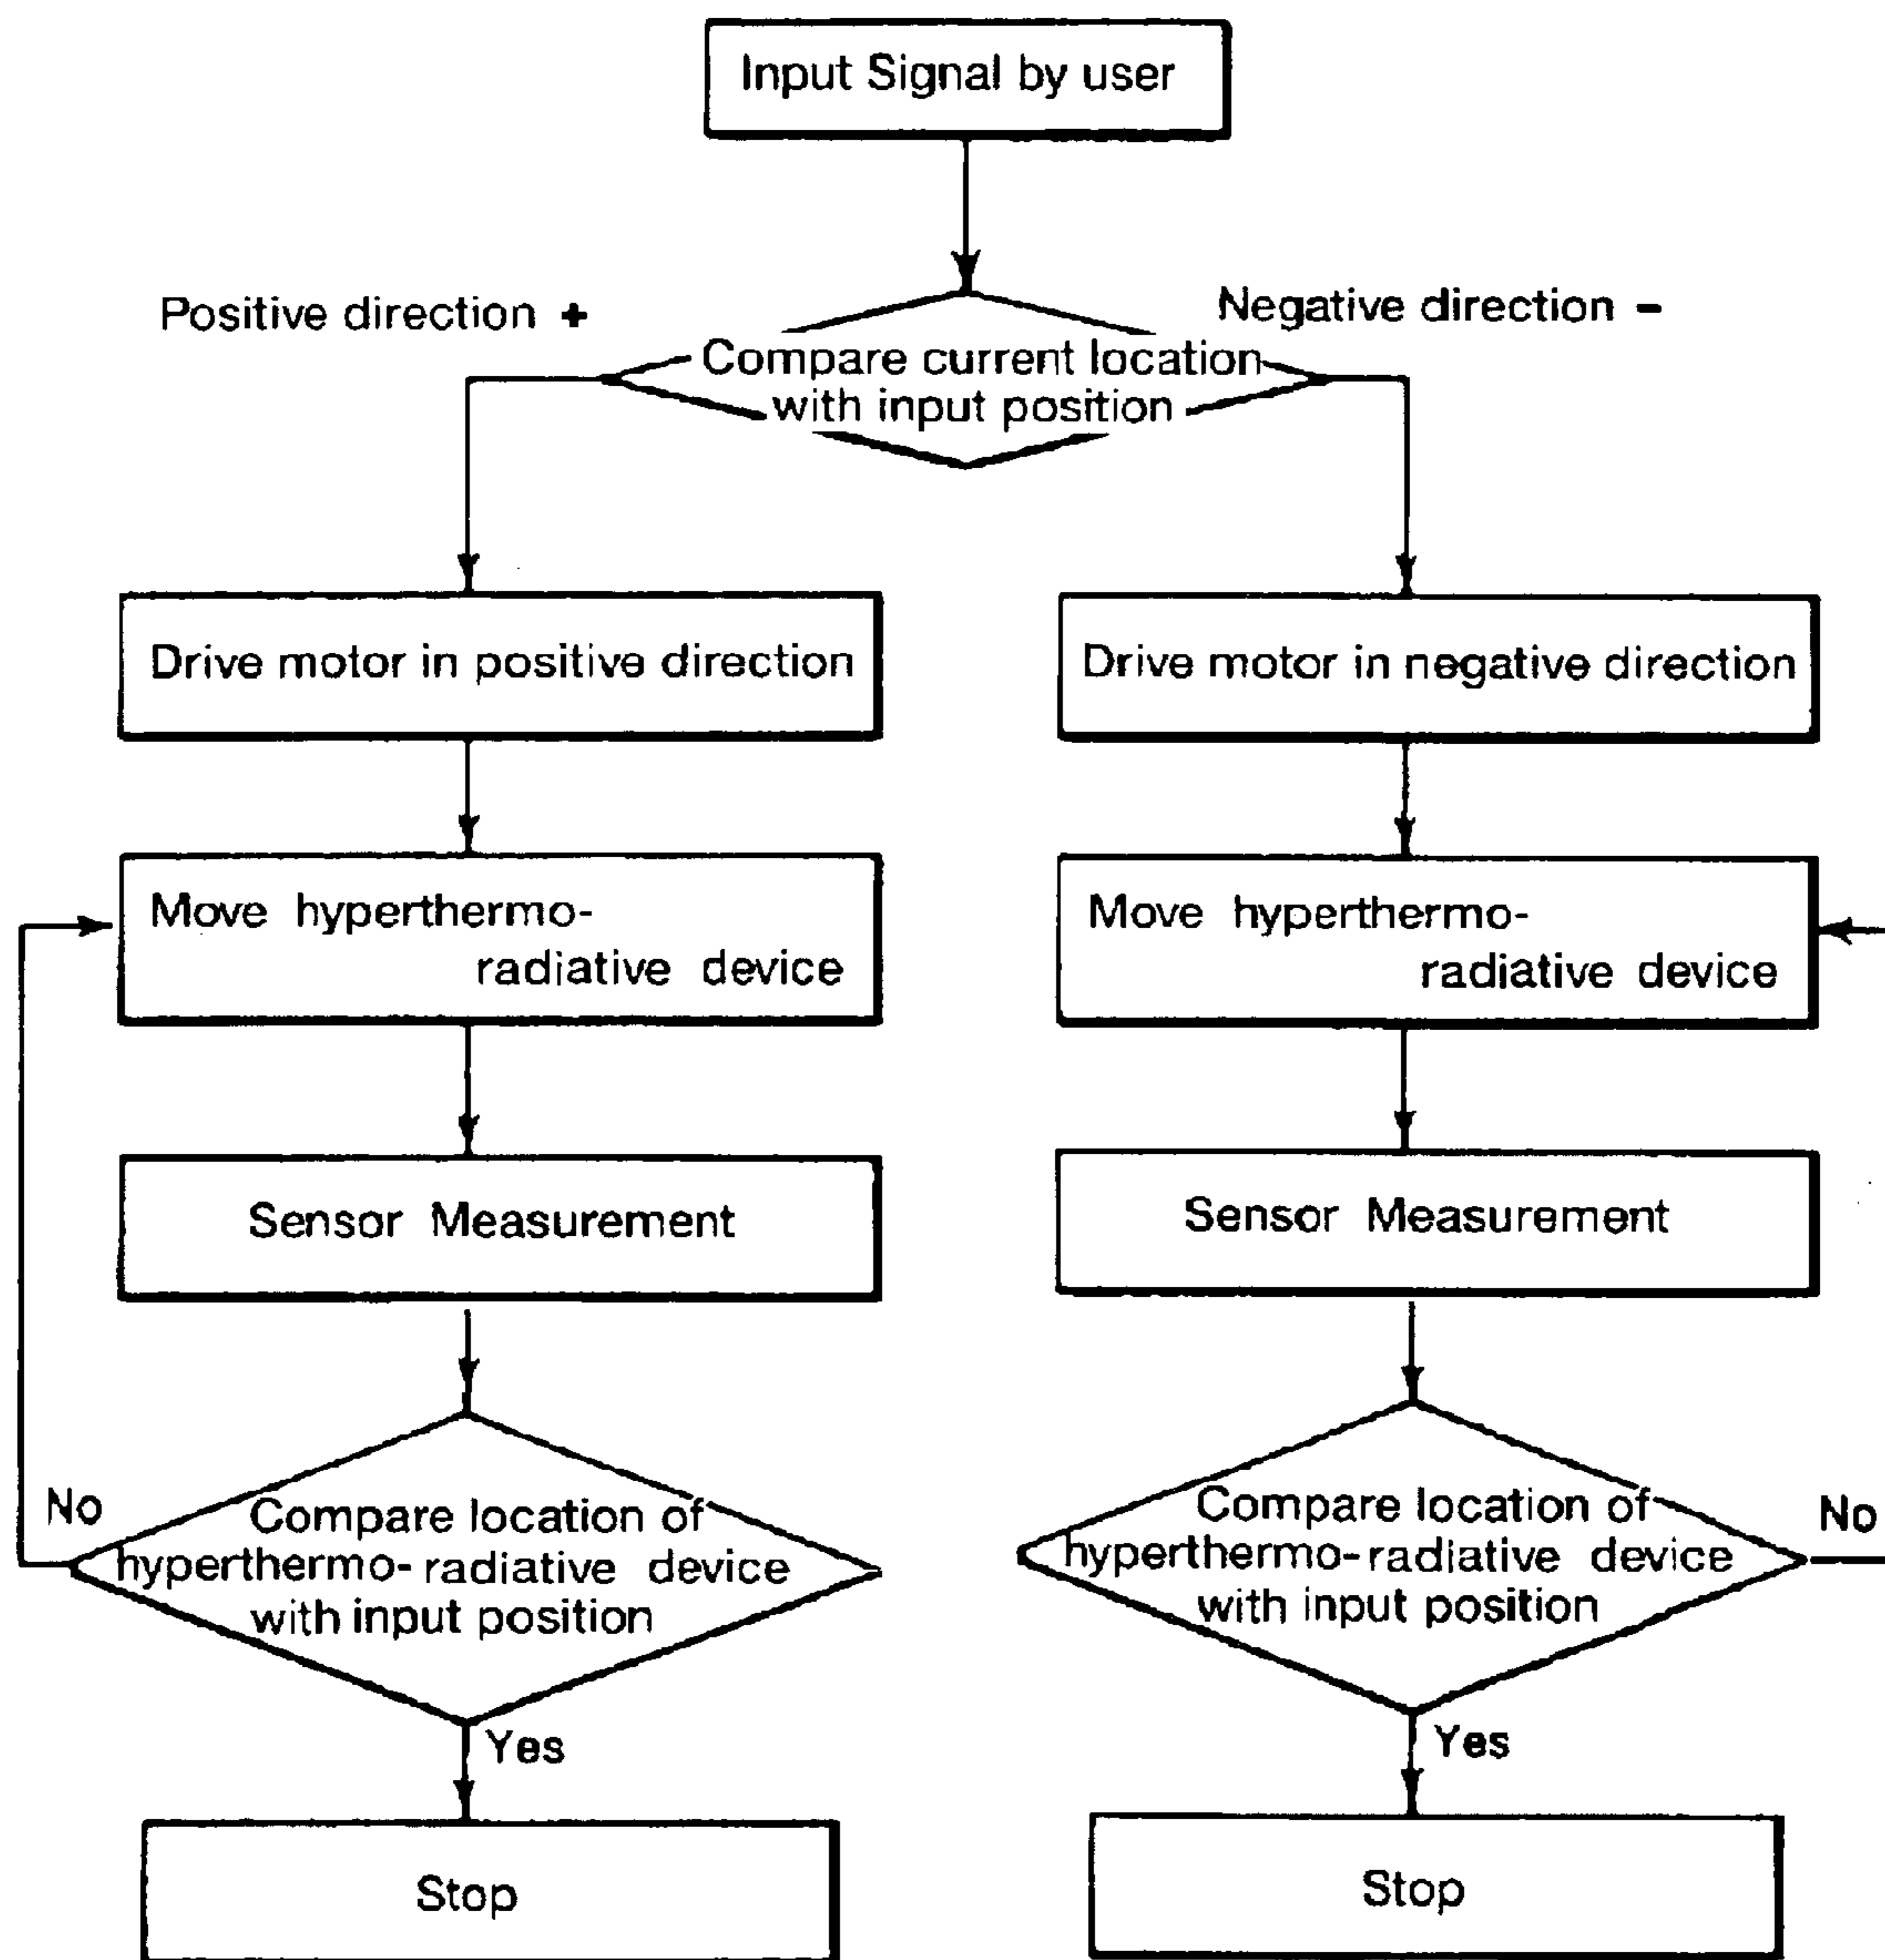 Input Signal by user
Positive direction +
Negative direction -
Compare current location
with input position
Drive motor in positive direction
Drive motor in negative direction
Move hyperthermo-
radiative device
Move hyperthermo-
radiative device
Sensor Measurement
Sensor Measurement
No
Compare location of
hyperthermo-radiative device
with input position
Compare location of
hyperthermo-radiative device
with input position
No
Yes
Yes
Stop
Stop